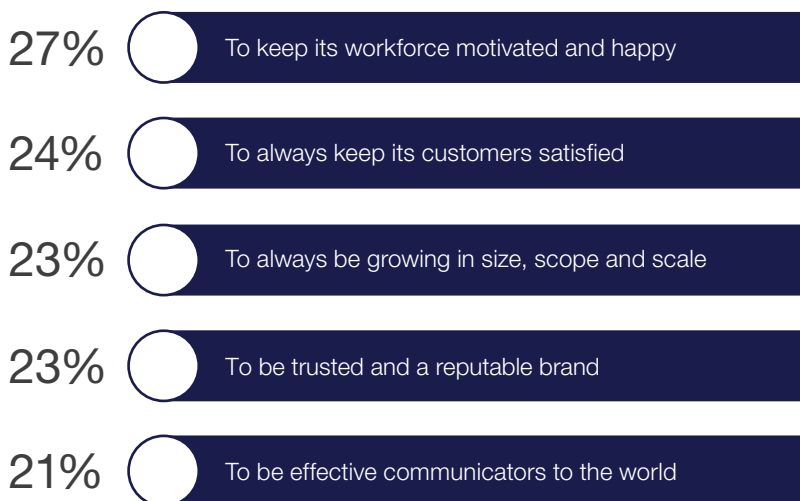 27% To keep its workforce motivated and happy
24% To always keep its customers satisfied
23% To always be growing in size, scope and scale
23% To be trusted and a reputable brand
21% To be effective communicators to the world